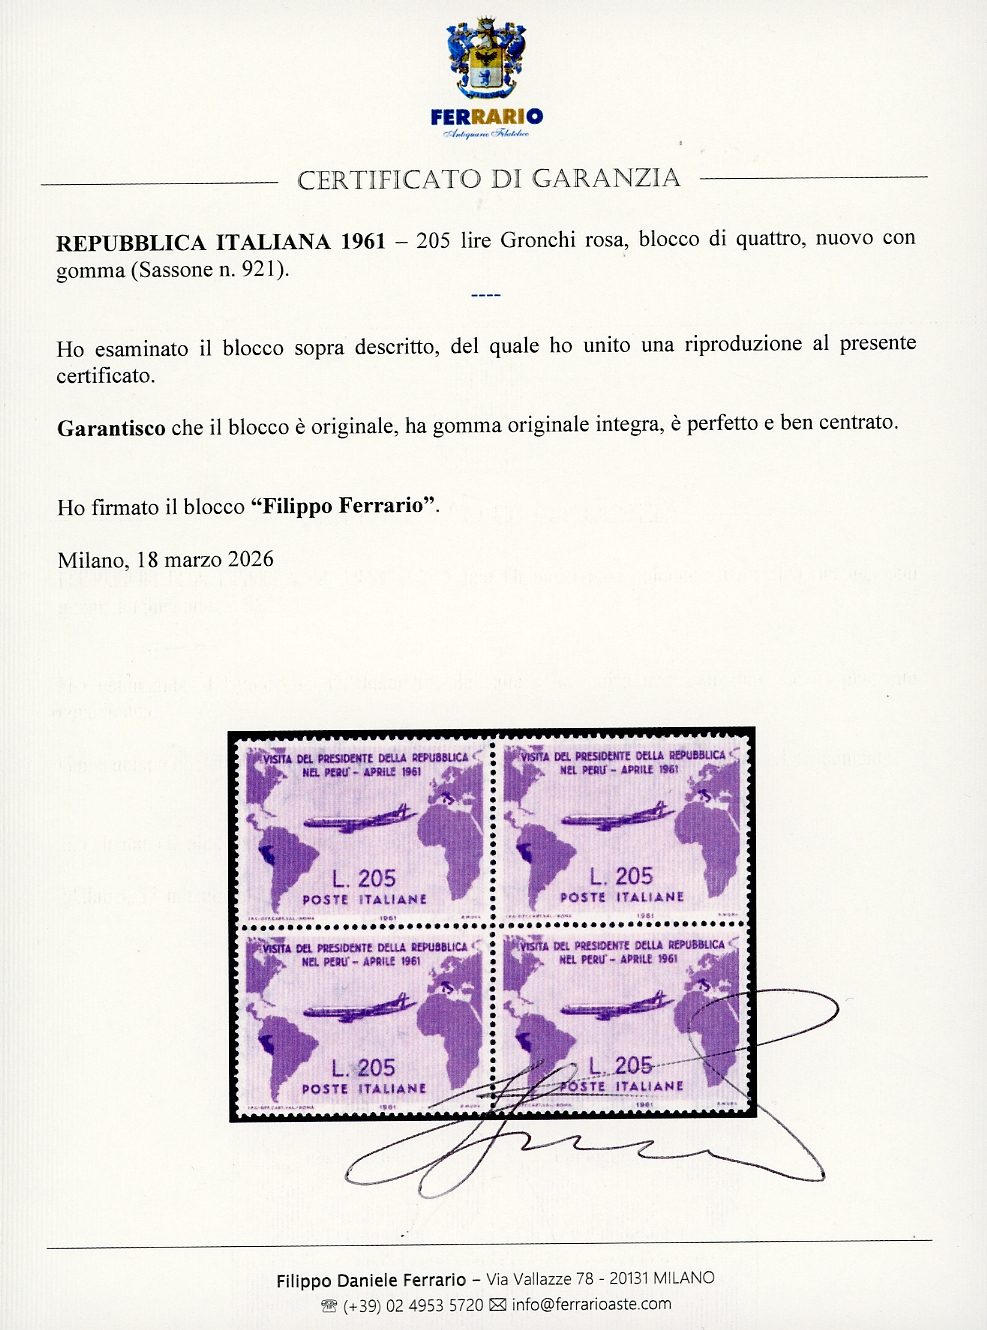 FERRARIO
Antiquario Filatelico
CERTIFICATO DI GARANZIA
REPUBBLICA ITALIANA 1961 – 205 lire Gronchi rosa, blocco di quattro, nuovo con
gomma (Sassone n. 921).
----
Ho esaminato il blocco sopra descritto, del quale ho unito una riproduzione al presente
certificato.
Garantisco che il blocco è originale, ha gomma originale integra, è perfetto e ben centrato.
Ho firmato il blocco “Filippo Ferrario”.
Milano, 18 marzo 2026
VISITA DEL PRESIDENTE DELLA REPUBBLICA
NEL PERU' - APRILE 1961
L. 205
POSTE ITALIANE
1961
VISITA DEL PRESIDENTE DELLA REPUBBLICA
NEL PERU' - APRILE 1961
L. 205
POSTE ITALIANE
1961
VISITA DEL PRESIDENTE DELLA REPUBBLICA
NEL PERU' - APRILE 1961
L. 205
POSTE ITALIANE
1961
VISITA DEL PRESIDENTE DELLA REPUBBLICA
NEL PERU' - APRILE 1961
L. 205
POSTE ITALIANE
1961
Filippo Daniele Ferrario – Via Vallazze 78 - 20131 MILANO
☏ (+39) 02 4953 5720 ✉ info@ferrarioaste.com